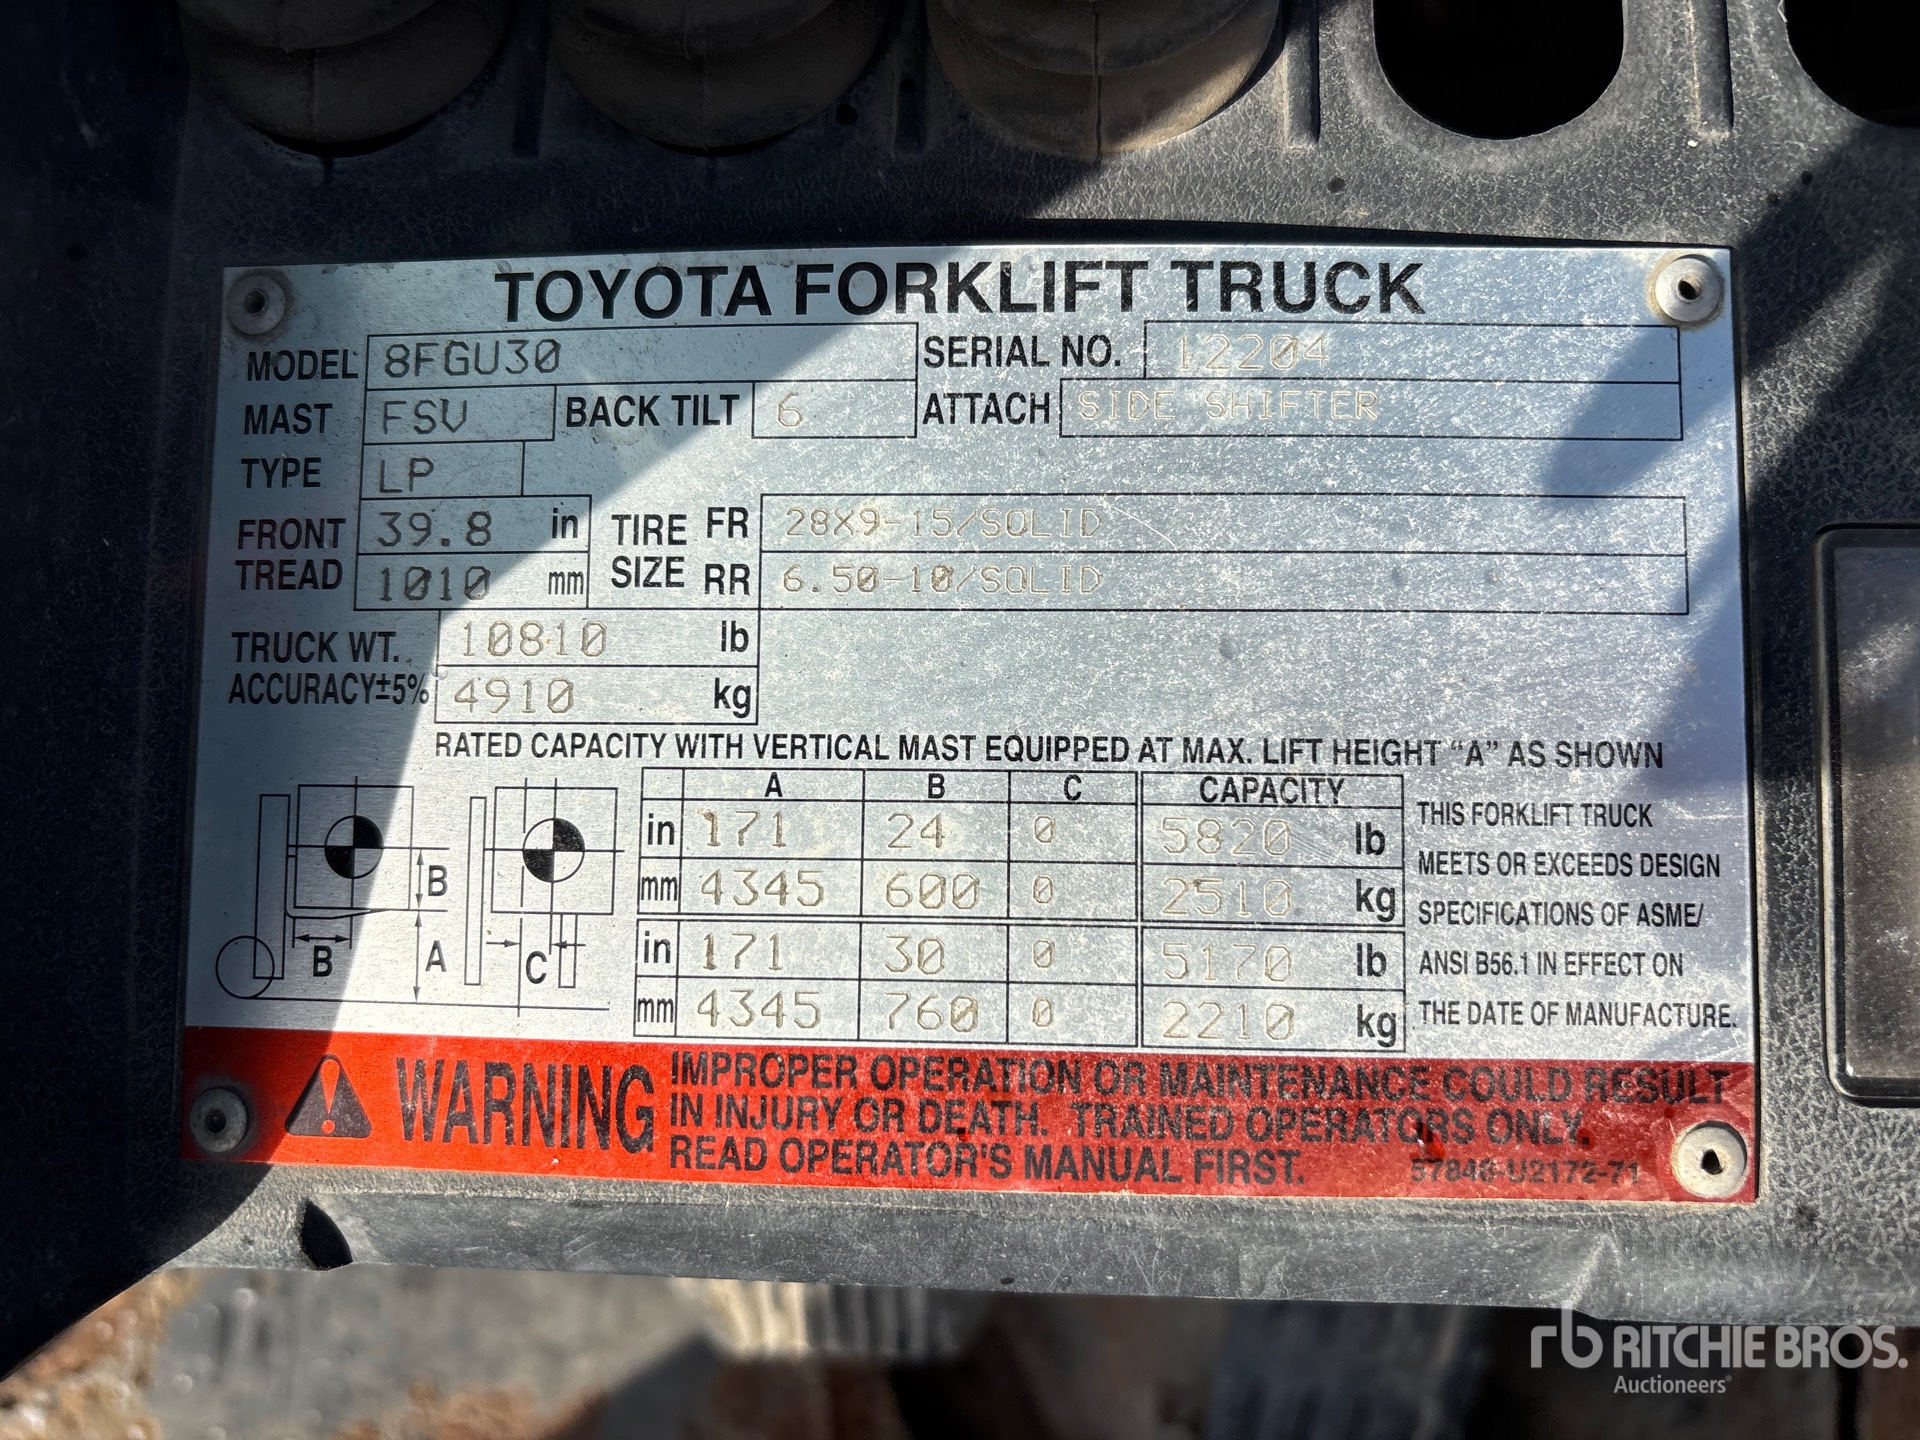 TOYOTA FORKLIFT TRUCK
MODEL 8FGU30 SERIAL NO. 12204
MAST FSV BACK TILT 6 ATTACH SIDE SHIFTER
TYPE LP
FRONT TREAD 39.8 in TIRE SIZE FR 28X9-15/SOLID
1010 mm RR 6.50-10/SOLID
TRUCK WT. 10810 lb
ACCURACY±5% 4910 kg
RATED CAPACITY WITH VERTICAL MAST EQUIPPED AT MAX. LIFT HEIGHT "A" AS SHOWN
A B C CAPACITY
in 171 24 0 5820 lb
mm 4345 600 0 2510 kg
in 171 30 0 5170 lb
mm 4345 760 0 2210 kg
B
B A C
THIS FORKLIFT TRUCK
MEETS OR EXCEEDS DESIGN
SPECIFICATIONS OF ASME/
ANSI B56.1 IN EFFECT ON
THE DATE OF MANUFACTURE.
WARNING
IMPROPER OPERATION OR MAINTENANCE COULD RESULT
IN INJURY OR DEATH. TRAINED OPERATORS ONLY.
READ OPERATOR'S MANUAL FIRST. 57848-U2172-71
rb RITCHIE BROS.
Auctioneers